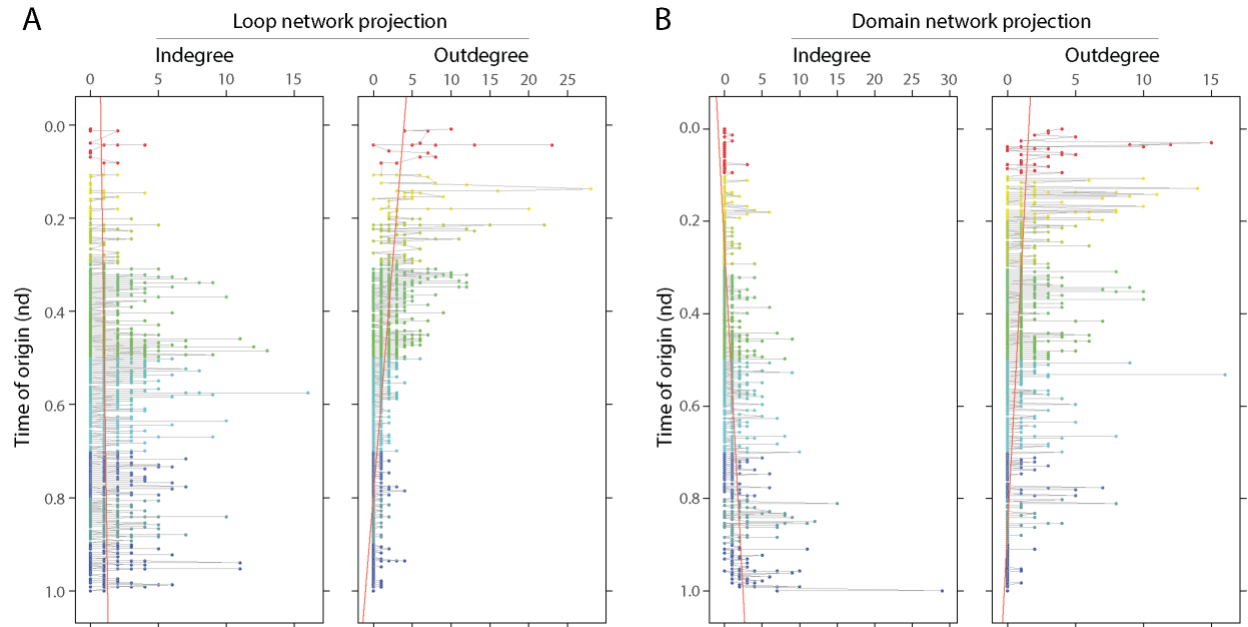 A
Loop network projection
Indegree
Outdegree
0 5 10 15
0 5 10 15 20 25
Time of origin (nd)
0.0
0.2
0.4
0.6
0.8
1.0
B
Domain network projection
Indegree
Outdegree
0 5 10 15 20 25 30
0 5 10 15
Time of origin (nd)
0.0
0.2
0.4
0.6
0.8
1.0